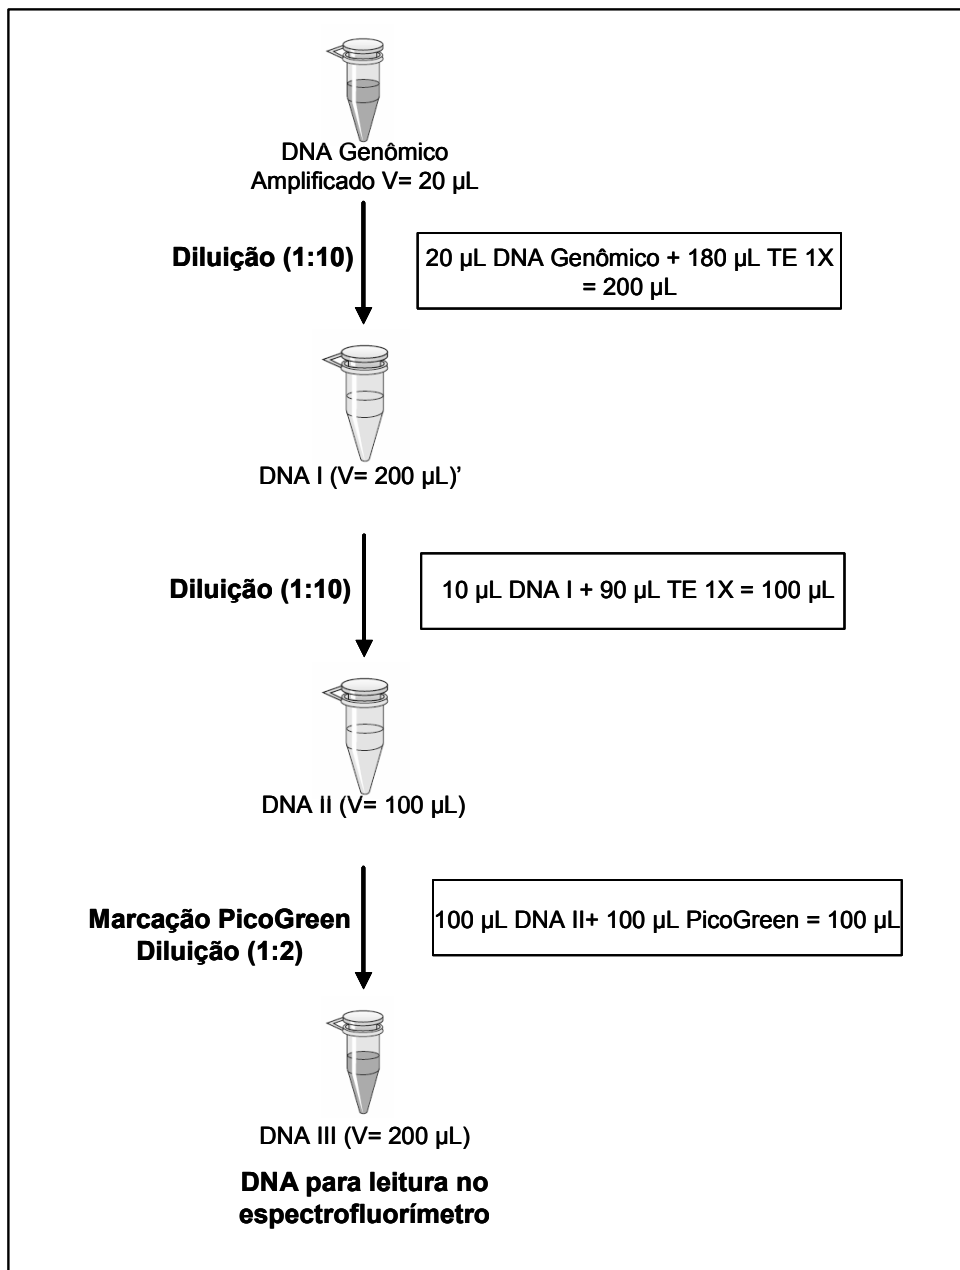 DNA Genômico
Amplificado V= 20 µL
Diluição (1:10)
20 µL DNA Genômico + 180 µL TE 1X
= 200 µL
DNA I (V= 200 µL)’
Diluição (1:10)
10 µL DNA I + 90 µL TE 1X = 100 µL
DNA II (V= 100 µL)
Marcação PicoGreen
Diluição (1:2)
100 µL DNA II+ 100 µL PicoGreen = 100 µL
DNA III (V= 200 µL)
DNA para leitura no
espectrofluorímetro